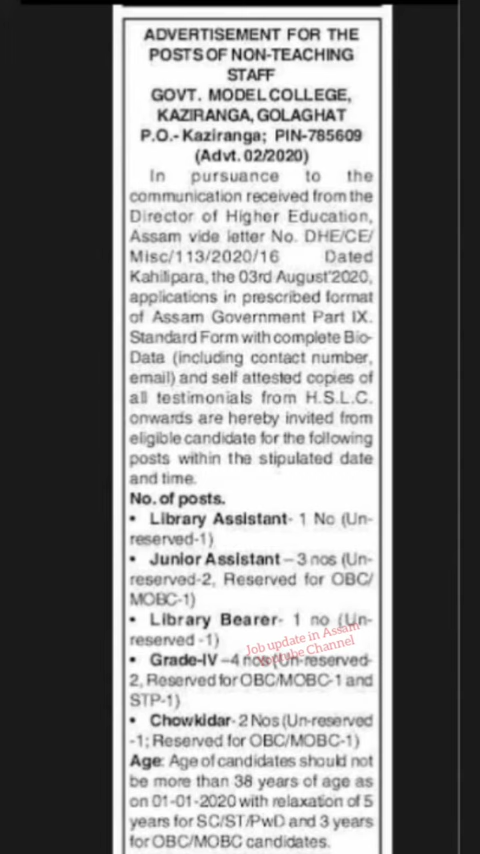 ADVERTISEMENT FOR THE
POSTS OF NON-TEACHING
STAFF
GOVT. MODEL COLLEGE,
KAZIRANGA, GOLAGHAT
P.O.- Kaziranga; PIN-785609
(Advt. 02/2020)
In pursuance to the
communication received from the
Director of Higher Education,
Assam vide letter No. DHE/CE/
Misc/113/2020/16 Dated
Kahilipara, the 03rd August'2020,
applications in prescribed format
of Assam Government Part IX.
Standard Form with complete Bio-
Data (including contact number,
email) and self attested copies of
all testimonials from H.S.L.C.
onwards are hereby invited from
eligible candidate for the following
posts within the stipulated date
and time.
No. of posts.
• Library Assistant- 1 No (Un-
reserved-1)
• Junior Assistant – 3 nos (Un-
reserved-2, Reserved for OBC/
MOBC-1)
• Library Bearer- 1 no (Un-
reserved -1)
Job update in Assam
Youtube Channel
• Grade-IV –4 nos (Un-reserved-
2, Reserved for OBC/MOBC-1 and
STP-1)
• Chowkidar- 2 Nos (Un-reserved
-1; Reserved for OBC/MOBC-1)
Age: Age of candidates should not
be more than 38 years of age as
on 01-01-2020 with relaxation of 5
years for SC/ST/PwD and 3 years
for OBC/MOBC candidates.